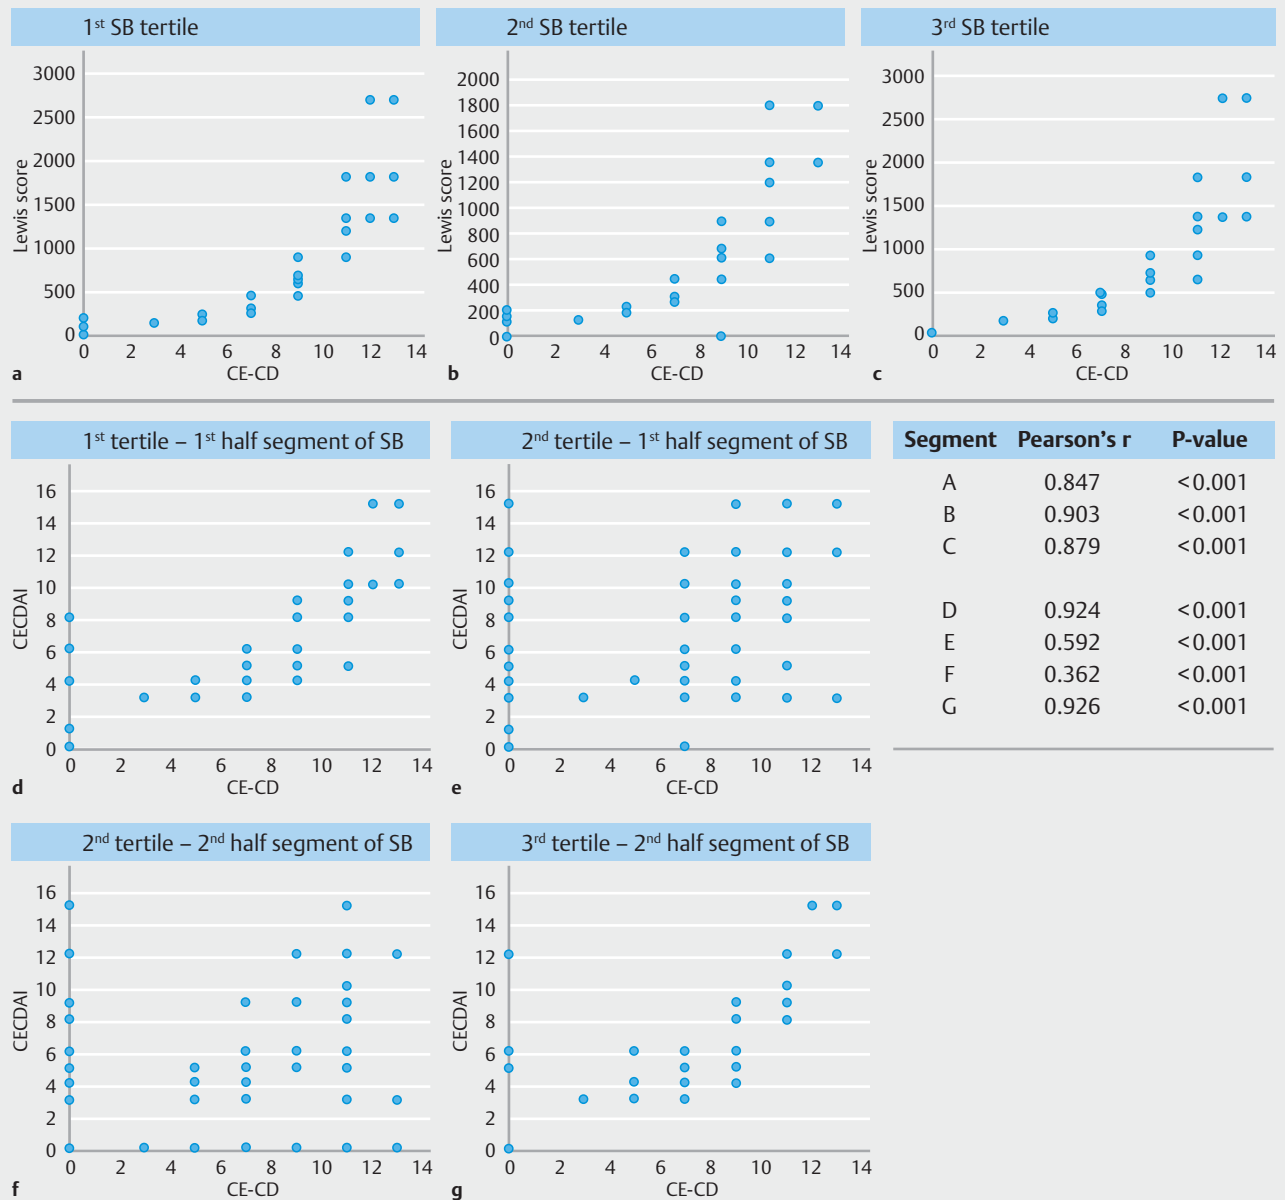 1st SB tertile
2nd SB tertile
3rd SB tertile
3000
2500
2000
1500
1000
500
0
Lewis score
0 2 4 6 8 10 12 14
CE-CD
a
2000
1800
1600
1400
1200
1000
800
600
400
200
0
Lewis score
0 2 4 6 8 10 12 14
CE-CD
b
3000
2500
2000
1500
1000
500
0
Lewis score
0 2 4 6 8 10 12 14
CE-CD
c
1st tertile – 1st half segment of SB
16
14
12
10
8
6
4
2
0
CECDAI
0 2 4 6 8 10 12 14
CE-CD
d
2nd tertile – 1st half segment of SB
16
14
12
10
8
6
4
2
0
CECDAI
0 2 4 6 8 10 12 14
CE-CD
e
Segment Pearson's r P-value
A 0.847 <0.001
B 0.903 <0.001
C 0.879 <0.001
D 0.924 <0.001
E 0.592 <0.001
F 0.362 <0.001
G 0.926 <0.001
2nd tertile – 2nd half segment of SB
16
14
12
10
8
6
4
2
0
CECDAI
0 2 4 6 8 10 12 14
CE-CD
f
3rd tertile – 2nd half segment of SB
16
14
12
10
8
6
4
2
0
CECDAI
0 2 4 6 8 10 12 14
CE-CD
g